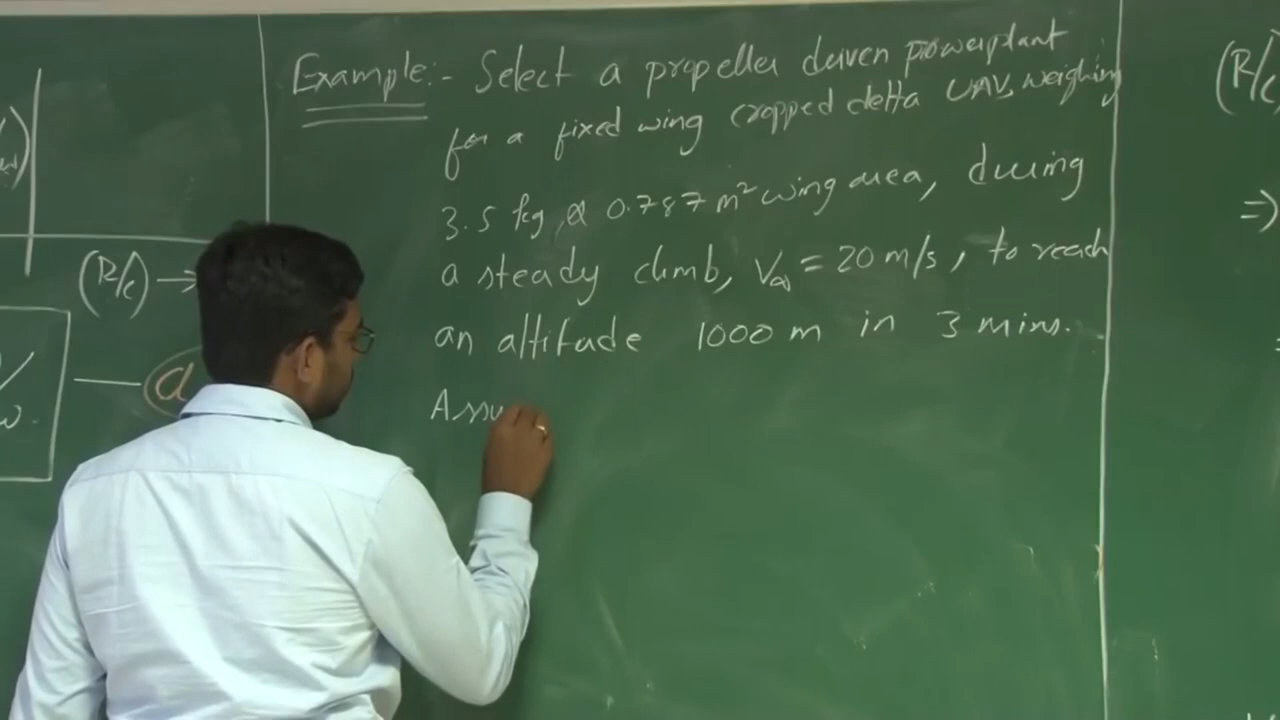 Example:- Select a propeller driven powerplant
for a fixed wing cropped delta UAV, weighing
3.5 kg, & 0.787 m² wing area, during
a steady climb, V∞ = 20 m/s, to reach
an altitude 1000 m in 3 mins.
Assu
(R/C) →
a
(R/C
⇒